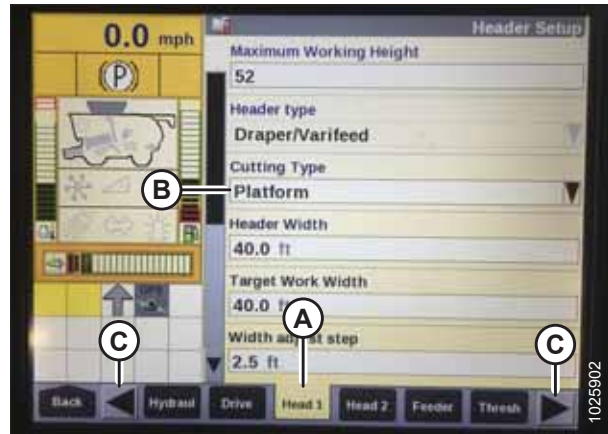 0.0 mph
(P)
Header Setup
Maximum Working Height
52
Header type
Draper/Varifeed
Cutting Type
B
Platform
Header Width
40.0 ft
Target Work Width
40.0
A
Width adjust step
2.5 ft
C
C
Back
Hydraul
Drive
Head 1
Head 2
Feeder
Thresh
1025902